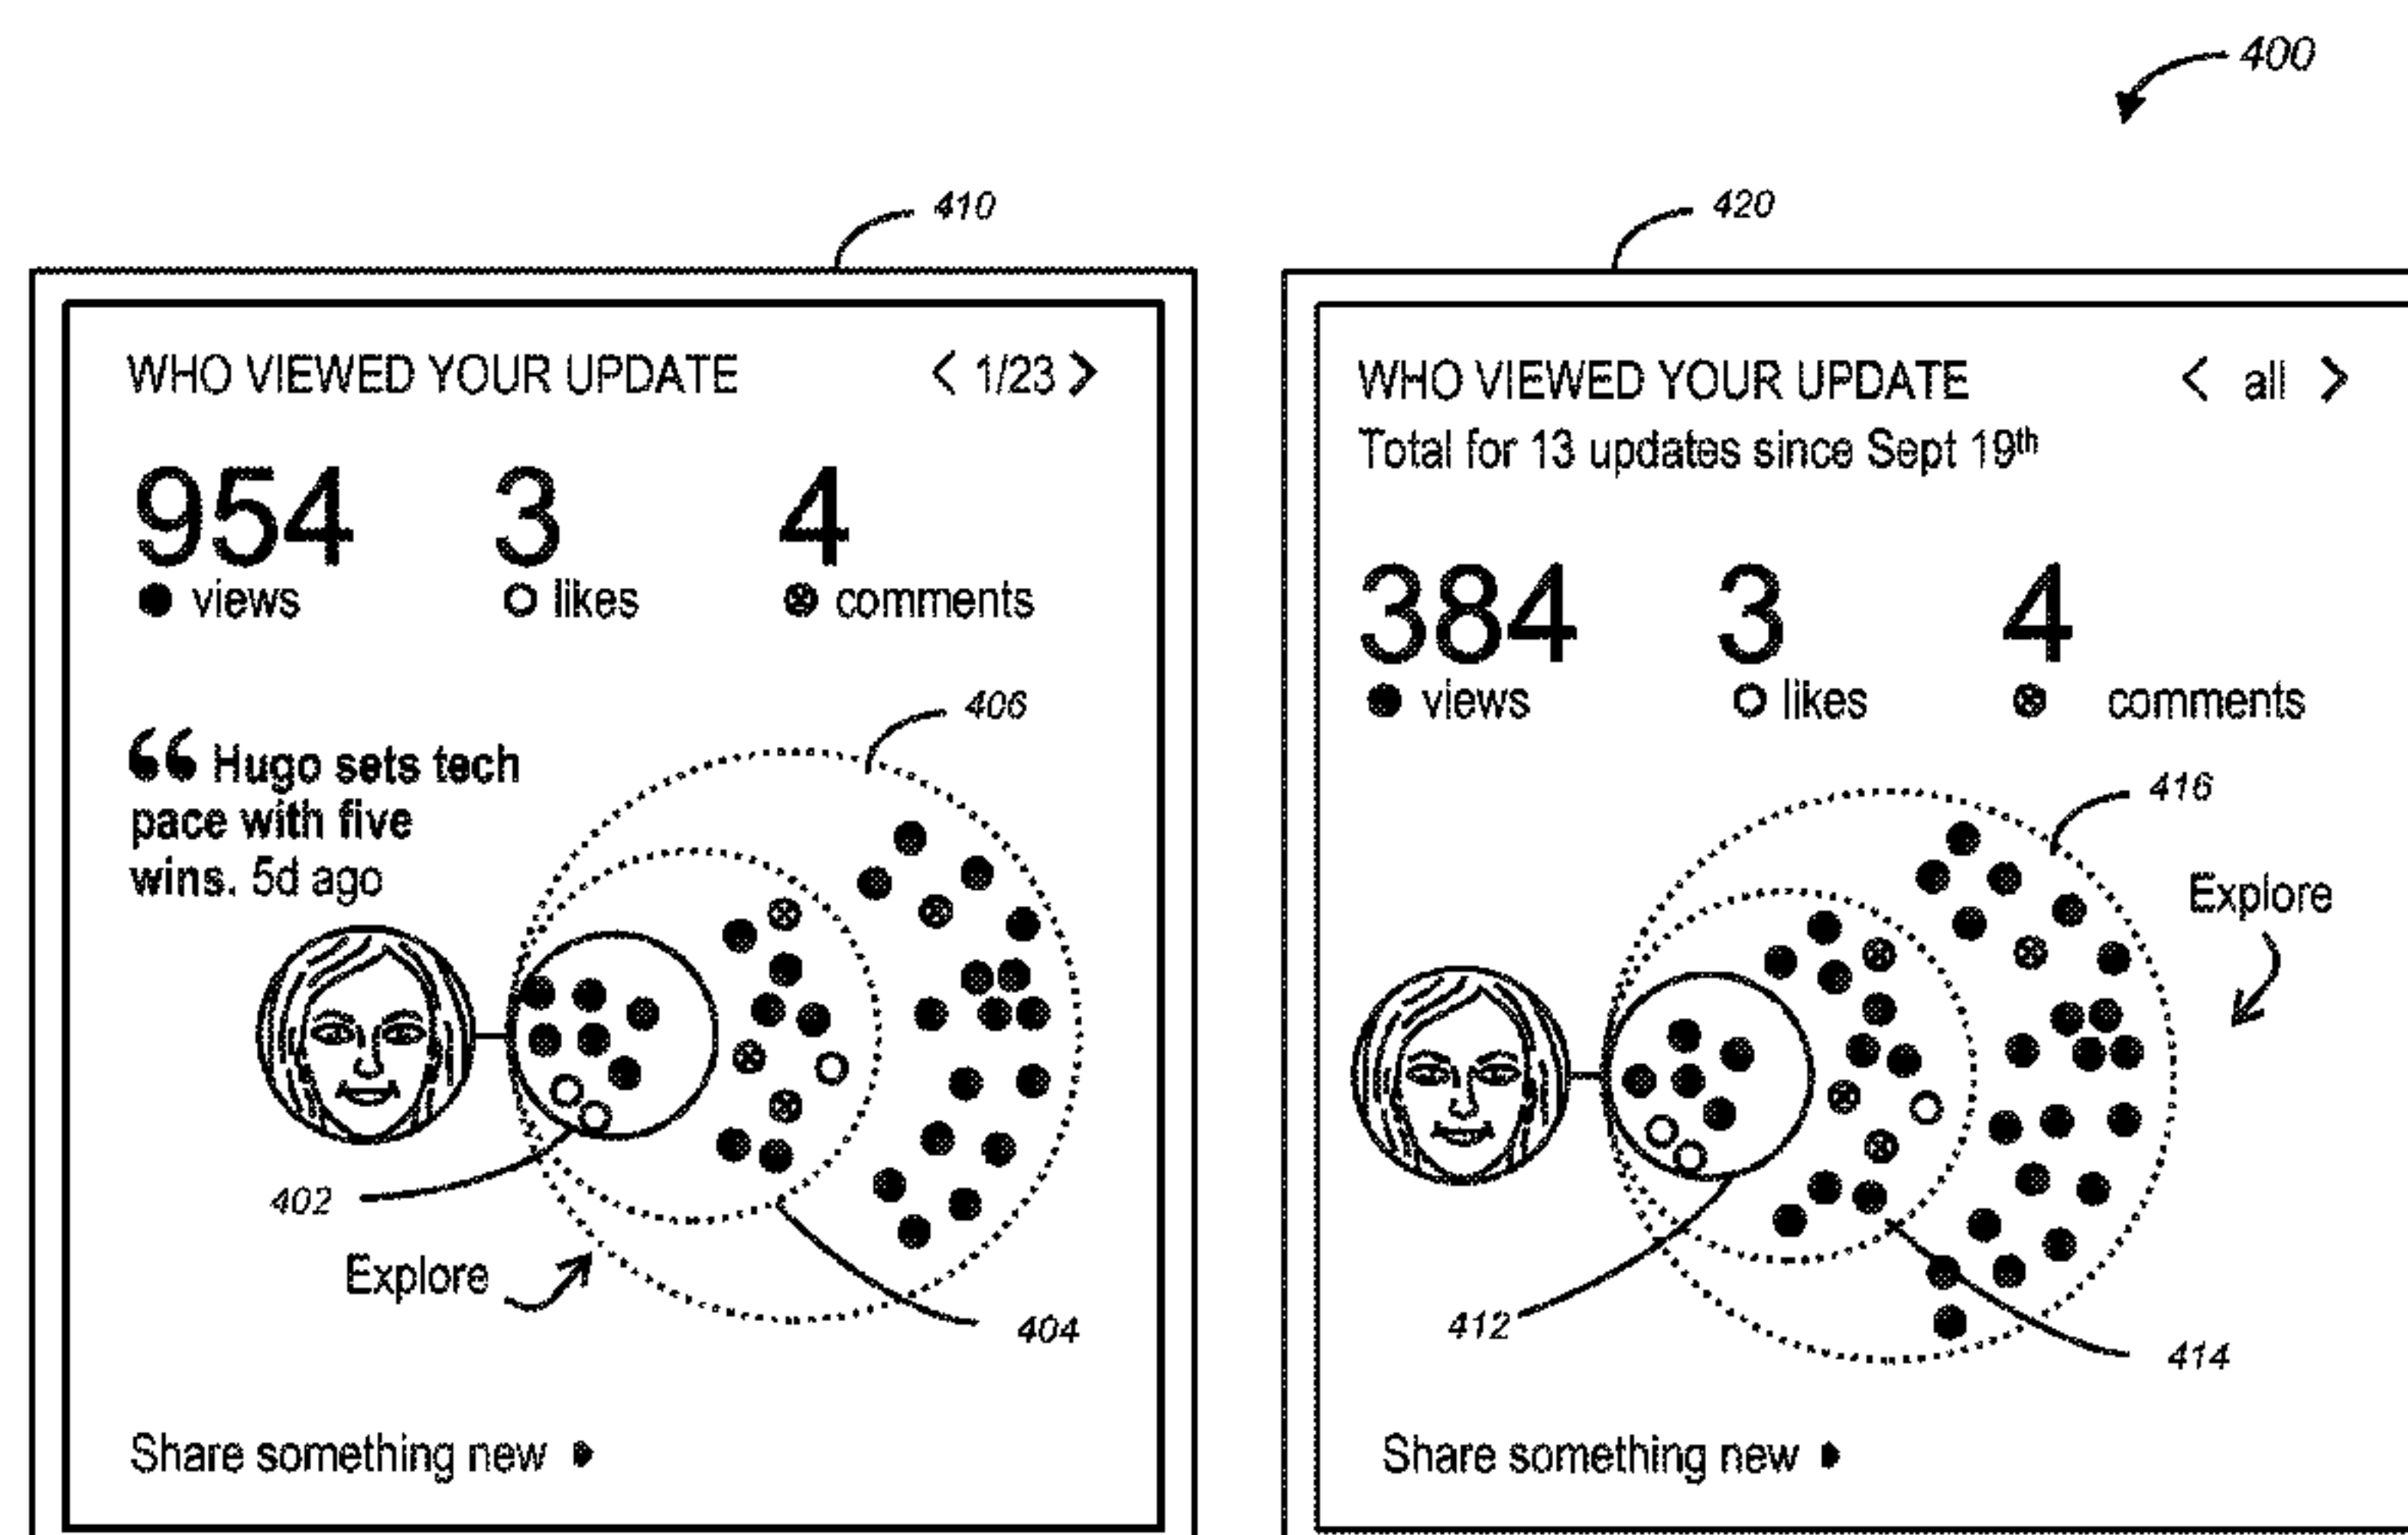 400
410
WHO VIEWED YOUR UPDATE < 1/23 >
954 3 4
views likes comments
406
“ Hugo sets tech
pace with five
wins. 5d ago
402
Explore
404
Share something new
420
WHO VIEWED YOUR UPDATE < all >
Total for 13 updates since Sept 19th
384 3 4
views likes comments
416
Explore
412
414
Share something new